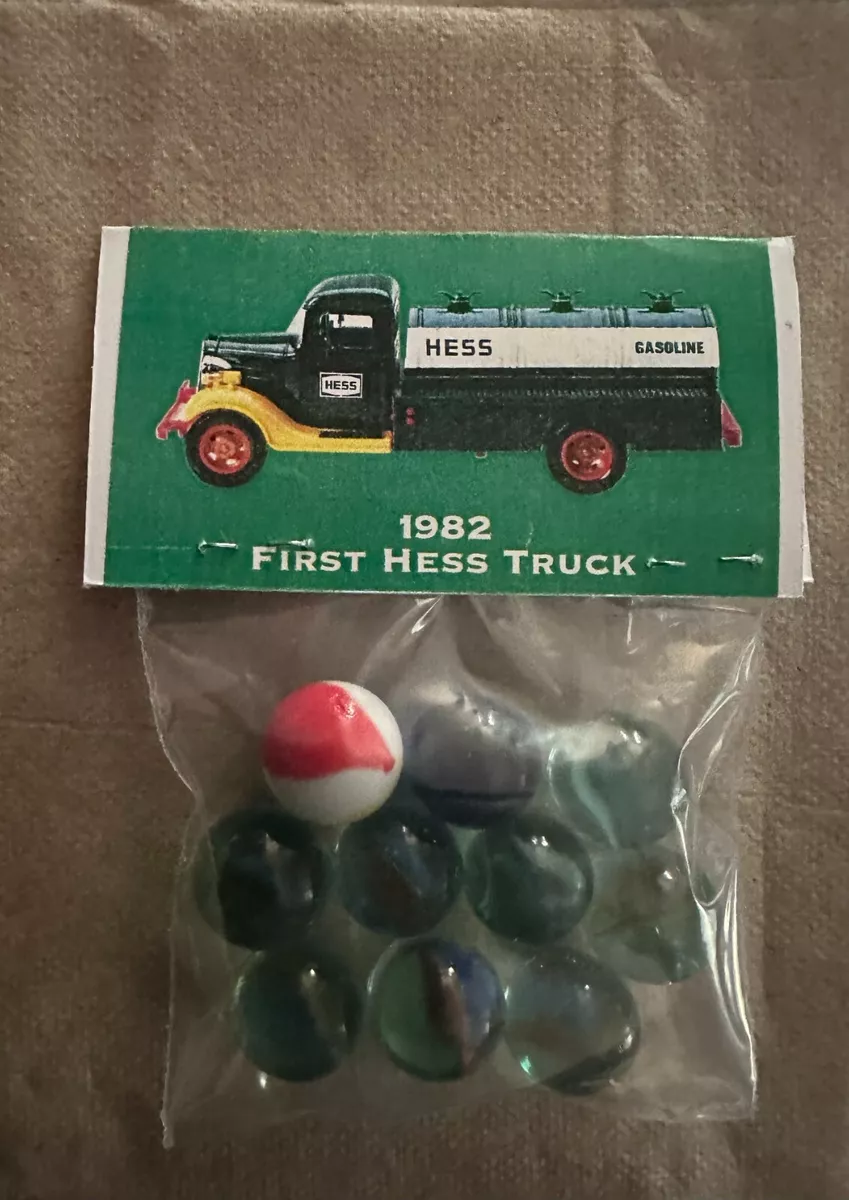 HESS GASOLINE
HESS
1982
FIRST HESS TRUCK